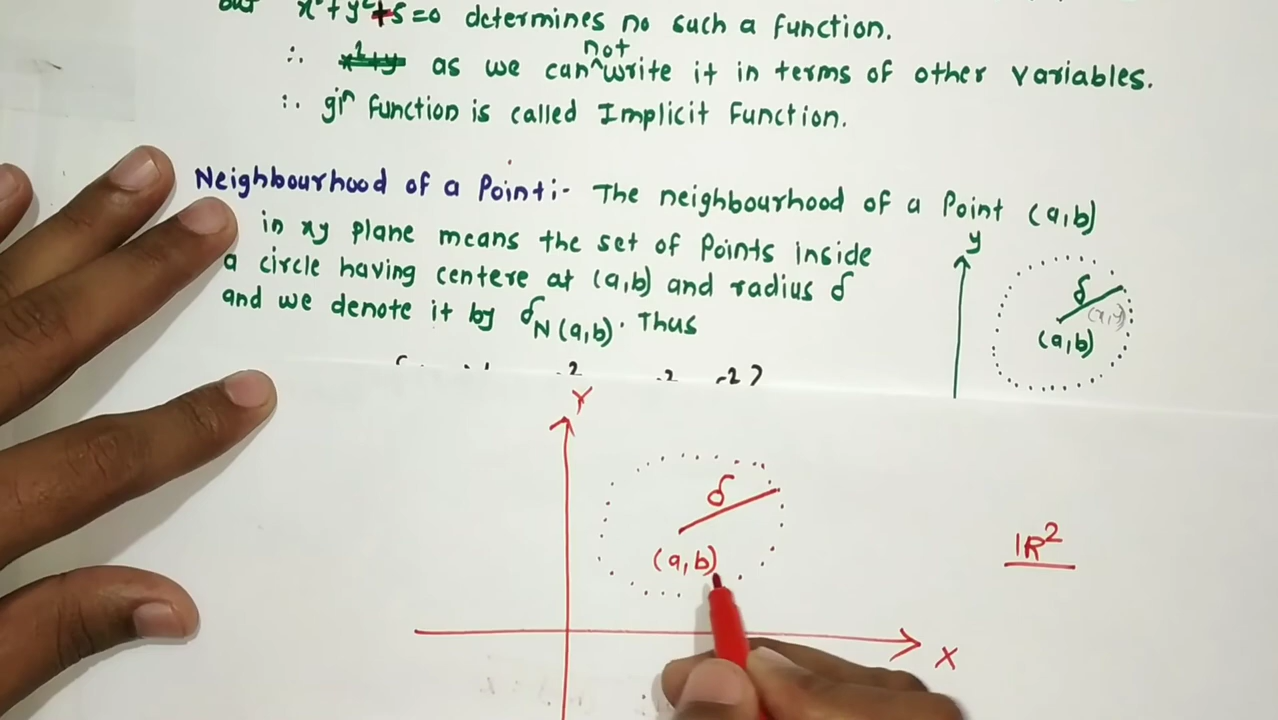 x²+y²+5=0 determines no such a function.
∴ as we can not write it in terms of other variables.
∴ giⁿ function is called Implicit Function.
Neighbourhood of a Point:- The neighbourhood of a Point (a,b)
in xy plane means the set of Points inside
a circle having centere at (a,b) and radius δ
and we denote it by δN(a,b). Thus
y
δ
(x,y)
(a,b)
Y
δ
(a,b)
IR²
X